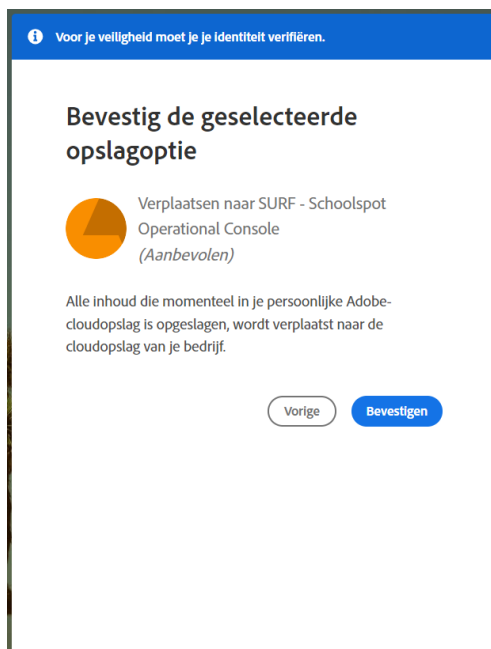 Voor je veiligheid moet je je identiteit verifiëren.
Bevestig de geselecteerde
opslagoptie
Verplaatsen naar SURF - Schoolspot
Operational Console
(Aanbevolen)
Alle inhoud die momenteel in je persoonlijke Adobe-
cloudopslag is opgeslagen, wordt verplaatst naar de
cloudopslag van je bedrijf.
Vorige
Bevestigen